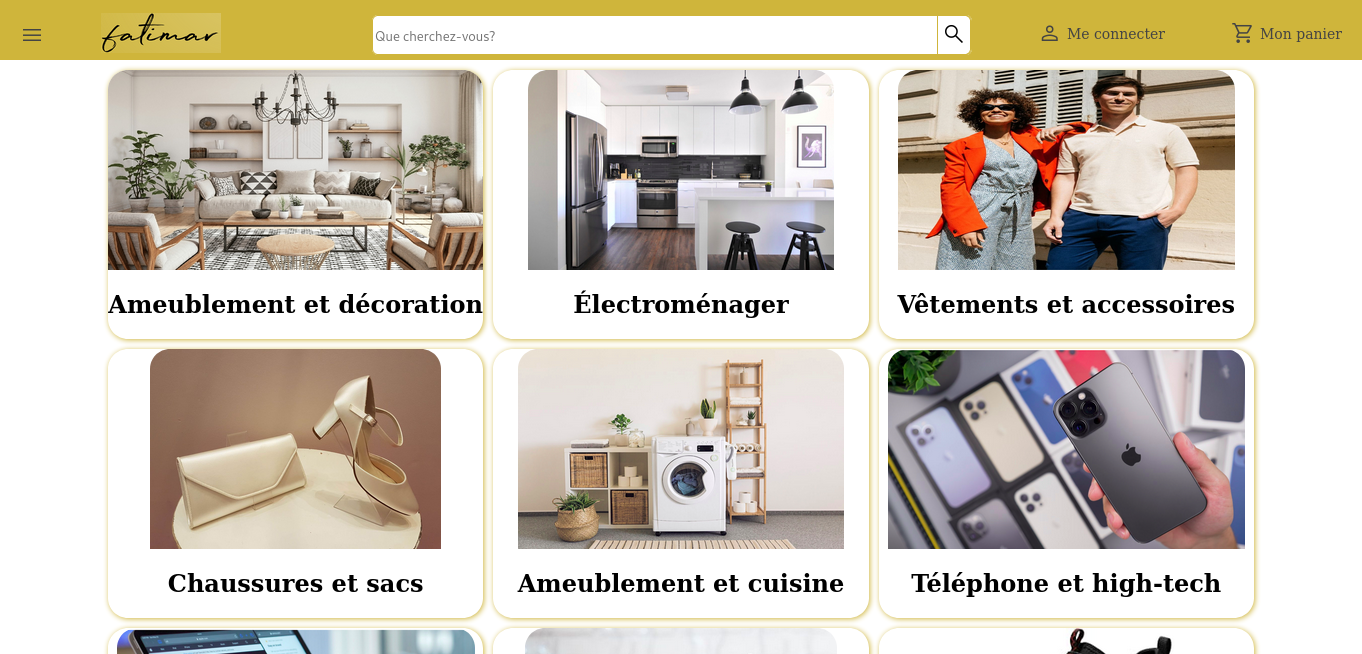 fatimar
Que cherchez-vous?
Me connecter
Mon panier
Ameublement et décoration
Électroménager
Vêtements et accessoires
Chaussures et sacs
Ameublement et cuisine
Téléphone et high-tech